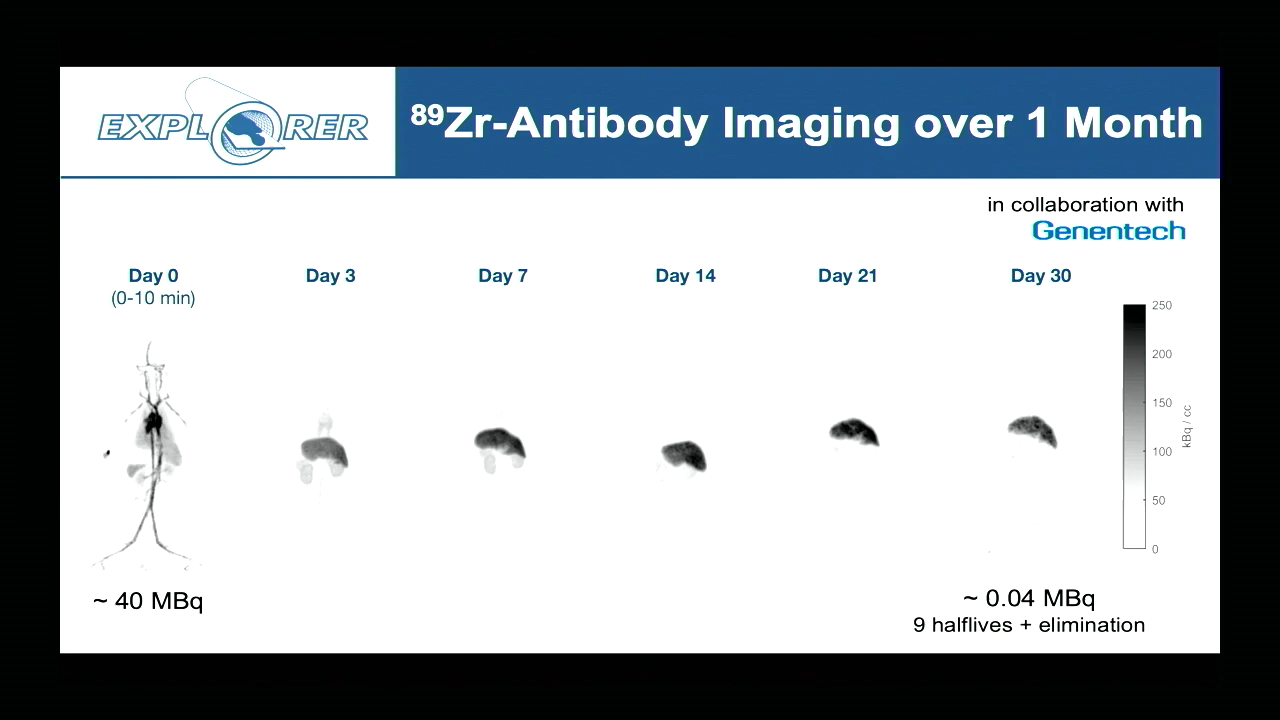 EXPLORER
⁸⁹Zr-Antibody Imaging over 1 Month
in collaboration with
Genentech
Day 0
(0-10 min)
Day 3
Day 7
Day 14
Day 21
Day 30
250
200
150
100
50
0
kBq / cc
~ 40 MBq
~ 0.04 MBq
9 halflives + elimination